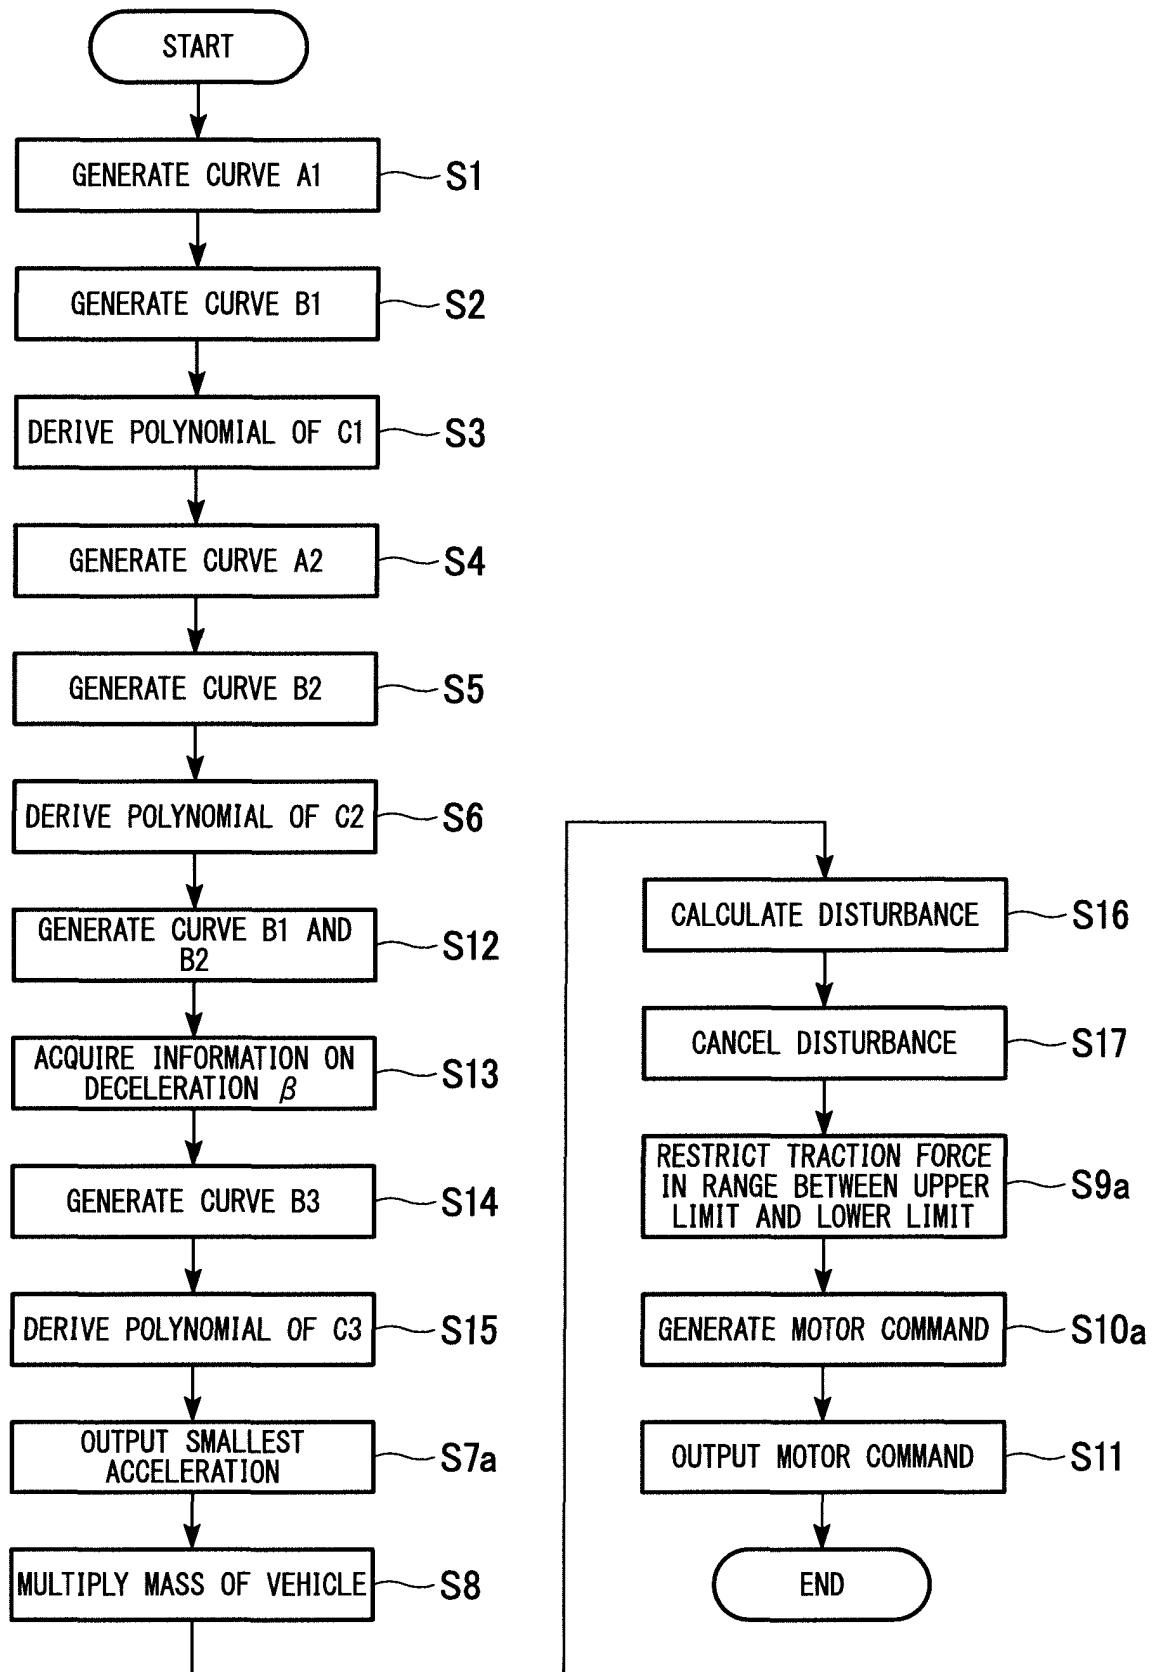 START
GENERATE CURVE A1
S1
GENERATE CURVE B1
S2
DERIVE POLYNOMIAL OF C1
S3
GENERATE CURVE A2
S4
GENERATE CURVE B2
S5
DERIVE POLYNOMIAL OF C2
S6
GENERATE CURVE B1 AND
B2
S12
ACQUIRE INFORMATION ON
DECELERATION β
S13
GENERATE CURVE B3
S14
DERIVE POLYNOMIAL OF C3
S15
OUTPUT SMALLEST
ACCELERATION
S7a
MULTIPLY MASS OF VEHICLE
S8
CALCULATE DISTURBANCE
S16
CANCEL DISTURBANCE
S17
RESTRICT TRACTION FORCE
IN RANGE BETWEEN UPPER
LIMIT AND LOWER LIMIT
S9a
GENERATE MOTOR COMMAND
S10a
OUTPUT MOTOR COMMAND
S11
END